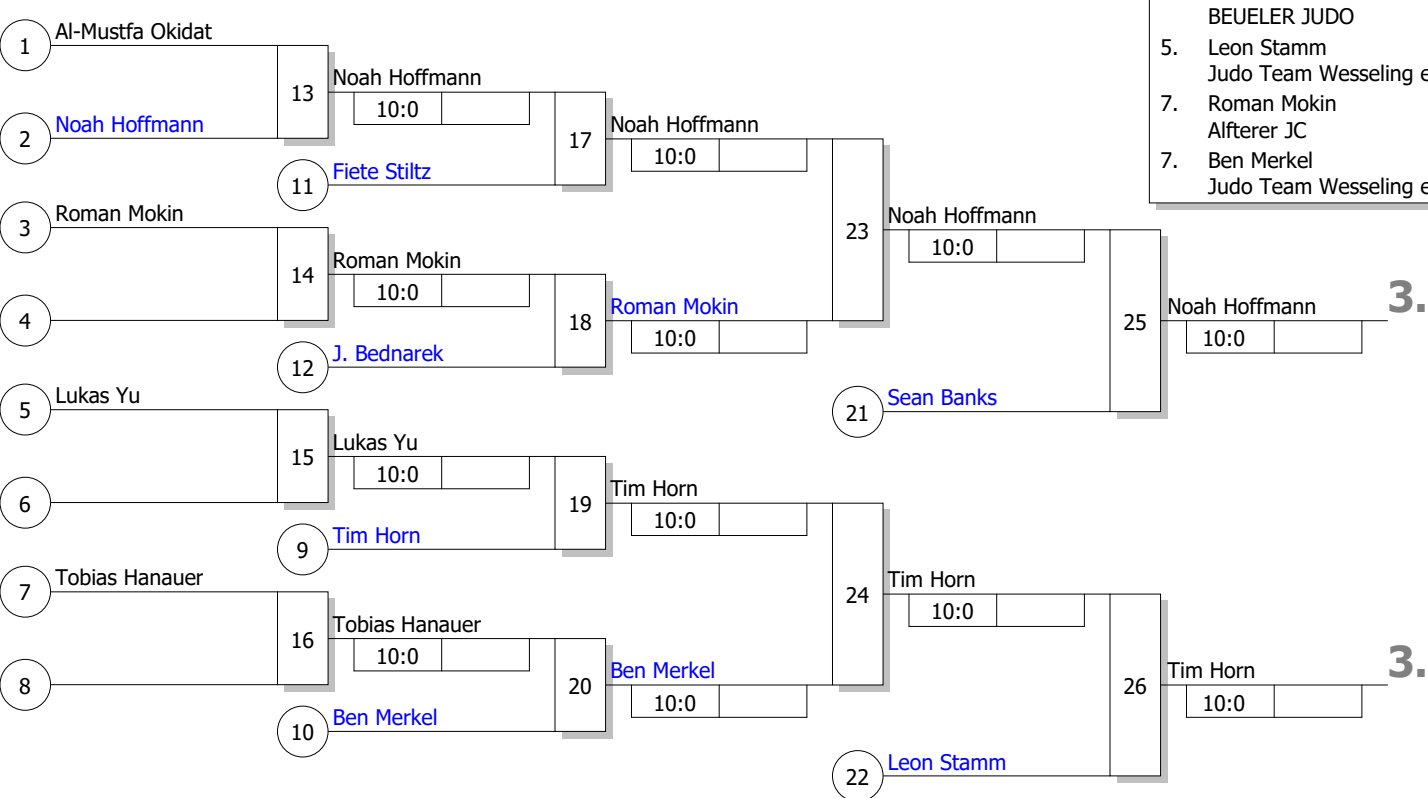 BEUELER JUDO
5. Leon Stamm
Judo Team Wesseling
7. Roman Mokin
Alfterer JC
7. Ben Merkel
Judo Team Wesseling
1
Al-Mustfa Okidat
2
Noah Hoffmann
13
Noah Hoffmann
10:0
11
Fiete Stiltz
17
Noah Hoffmann
10:0
3
Roman Mokin
4
14
Roman Mokin
10:0
12
J. Bednarek
18
Roman Mokin
10:0
23
Noah Hoffmann
10:0
21
Sean Banks
25
Noah Hoffmann
10:0
3.
5
Lukas Yu
6
15
Lukas Yu
10:0
9
Tim Horn
19
Tim Horn
10:0
7
Tobias Hanauer
8
16
Tobias Hanauer
10:0
10
Ben Merkel
20
Ben Merkel
10:0
24
Tim Horn
10:0
22
Leon Stamm
26
Tim Horn
10:0
3.